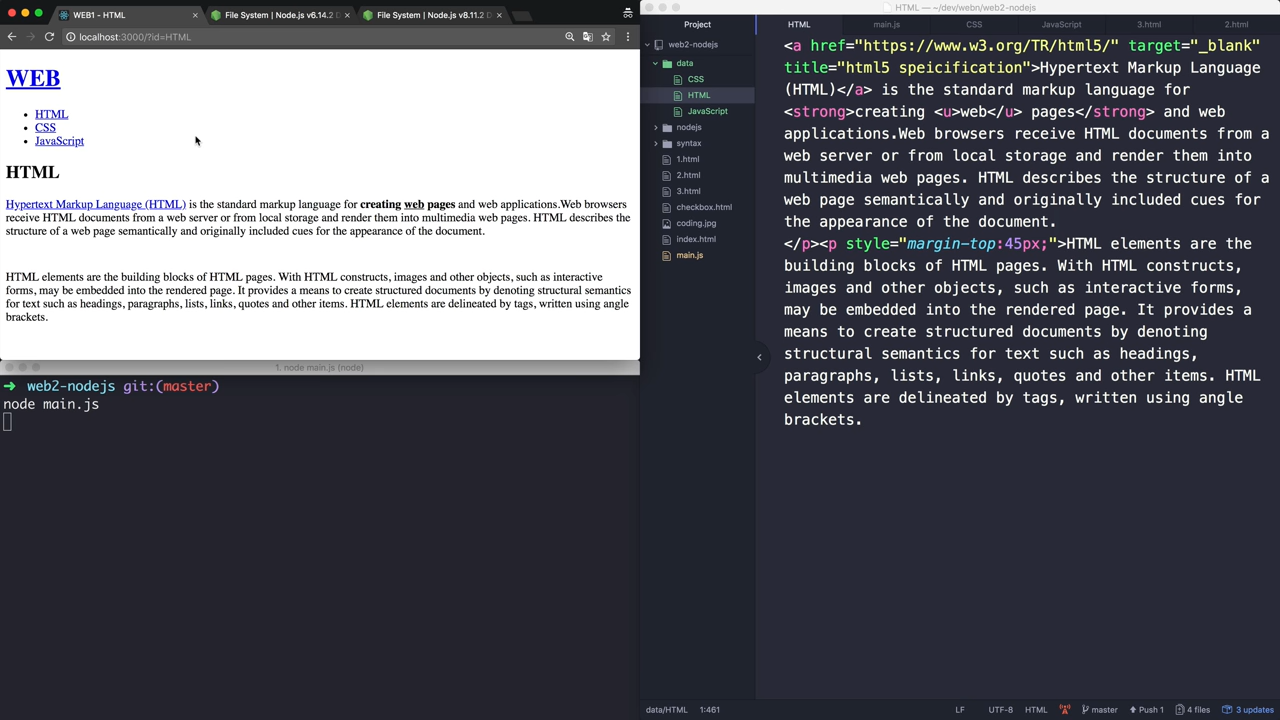 WEB1 - HTML
File System | Node.js v6.14.2 D
File System | Node.js v8.11.2 D
localhost:3000/?id=HTML
WEB
HTML
CSS
JavaScript
HTML
Hypertext Markup Language (HTML) is the standard markup language for creating web pages and web applications.Web browsers
receive HTML documents from a web server or from local storage and render them into multimedia web pages. HTML describes the
structure of a web page semantically and originally included cues for the appearance of the document.
HTML elements are the building blocks of HTML pages. With HTML constructs, images and other objects, such as interactive
forms, may be embedded into the rendered page. It provides a means to create structured documents by denoting structural semantics
for text such as headings, paragraphs, lists, links, quotes and other items. HTML elements are delineated by tags, written using angle
brackets.
1. node main.js (node)
➜ web2-nodejs git:(master)
node main.js
HTML — ~/dev/webn/web2-nodejs
Project
web2-nodejs
data
CSS
HTML
JavaScript
nodejs
syntax
1.html
2.html
3.html
checkbox.html
coding.jpg
index.html
main.js
HTML
main.js
CSS
JavaScript
3.html
2.html
<a href="https://www.w3.org/TR/html5/" target="_blank"
title="html5 speicification">Hypertext Markup Language
(HTML)</a> is the standard markup language for
<strong>creating <u>web</u> pages</strong> and web
applications.Web browsers receive HTML documents from a
web server or from local storage and render them into
multimedia web pages. HTML describes the structure of a
web page semantically and originally included cues for
the appearance of the document.
</p><p style="margin-top:45px;">HTML elements are the
building blocks of HTML pages. With HTML constructs,
images and other objects, such as interactive forms,
may be embedded into the rendered page. It provides a
means to create structured documents by denoting
structural semantics for text such as headings,
paragraphs, lists, links, quotes and other items. HTML
elements are delineated by tags, written using angle
brackets.
data/HTML 1:461
LF UTF-8 HTML master Push 1 4 files 3 updates